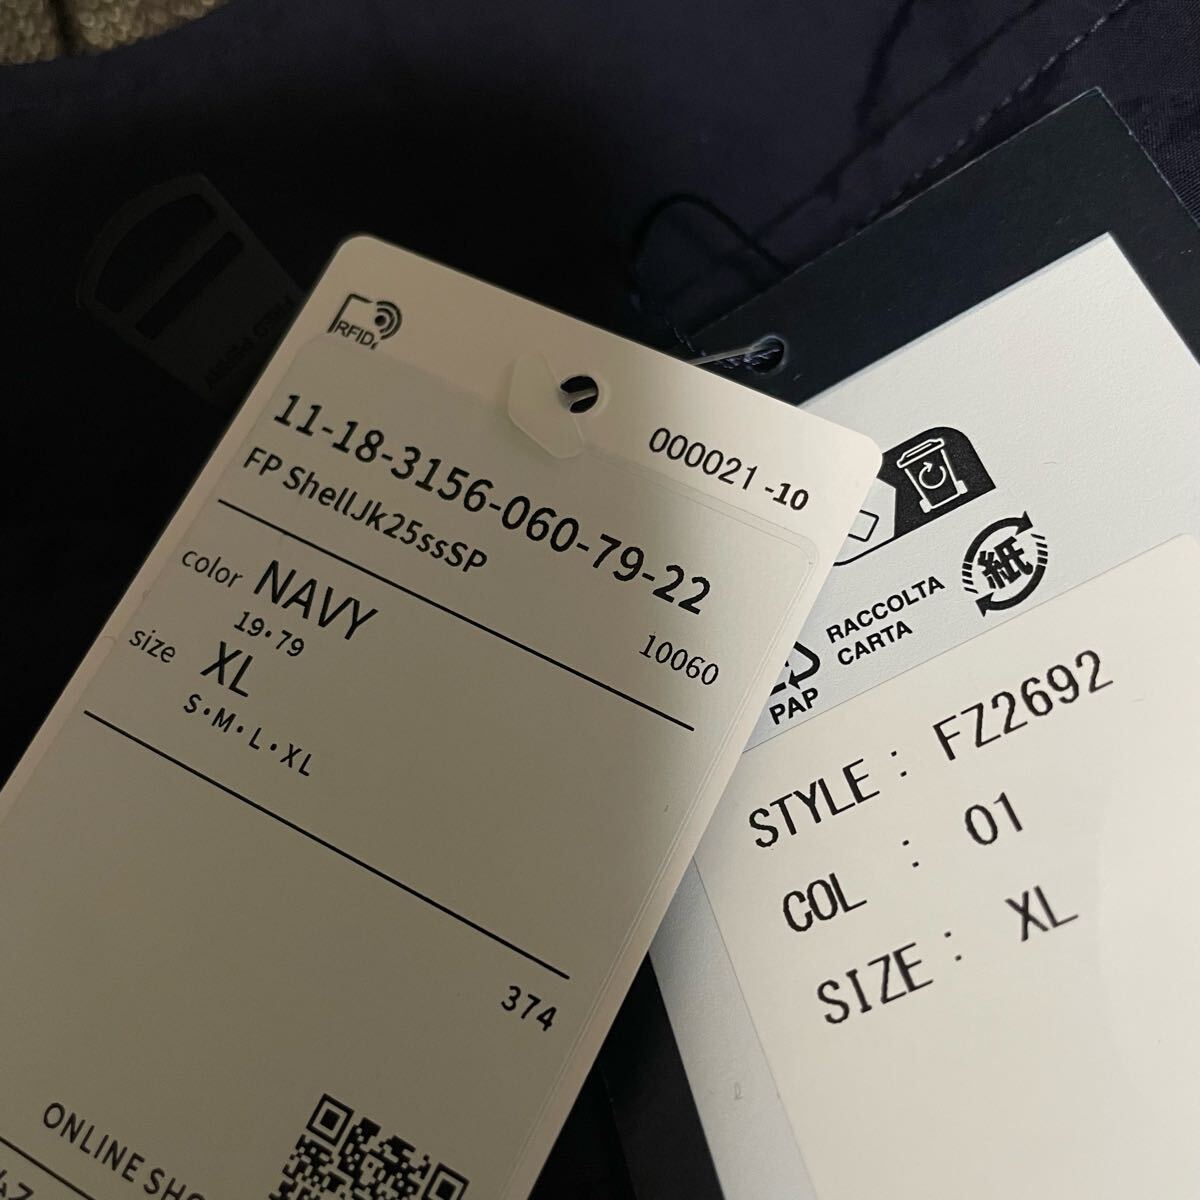 RFID
000021-10
11-18-3156-060-79-22
FP ShellJk25ssSP
10060
color NAVY
19・79
size XL
S・M・L・XL
374
ONLINE SHO
紙
RACCOLTA
CARTA
PAP
STYLE : FZ2692
COL : 01
SIZE : XL